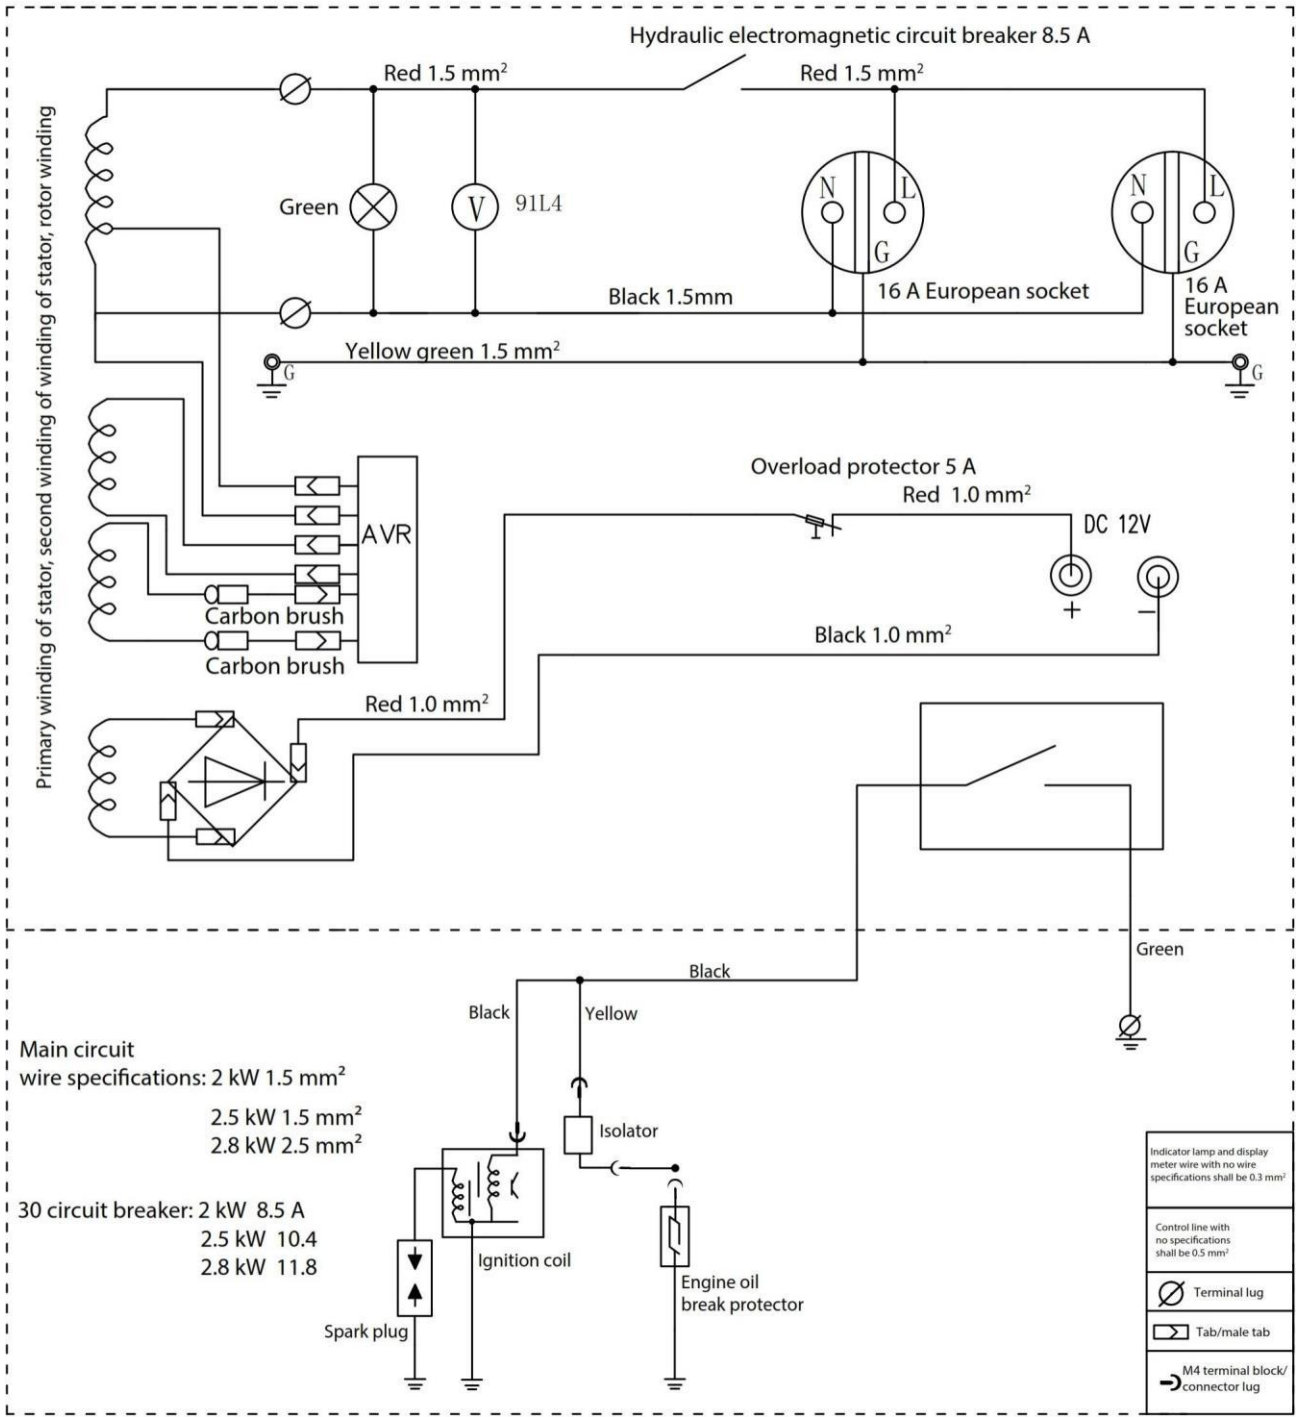 Hydraulic electromagnetic circuit breaker 8.5 A
Red 1.5 mm²
Red 1.5 mm²
Primary winding of stator, second winding of winding of stator, rotor winding
Green
V
91L4
N
L
G
N
L
G
16 A European socket
16 A
European
socket
Black 1.5mm
Yellow green 1.5 mm²
G
G
AVR
Carbon brush
Carbon brush
Overload protector 5 A
Red 1.0 mm²
DC 12V
+
−
Black 1.0 mm²
Red 1.0 mm²
Green
Black
Black
Yellow
Main circuit
wire specifications: 2 kW 1.5 mm²
2.5 kW 1.5 mm²
2.8 kW 2.5 mm²
30 circuit breaker: 2 kW 8.5 A
2.5 kW 10.4
2.8 kW 11.8
Isolator
Ignition coil
Spark plug
Engine oil
break protector
Indicator lamp and display
meter wire with no wire
specifications shall be 0.3 mm²
Control line with
no specifications
shall be 0.5 mm²
Terminal lug
Tab/male tab
M4 terminal block/
connector lug